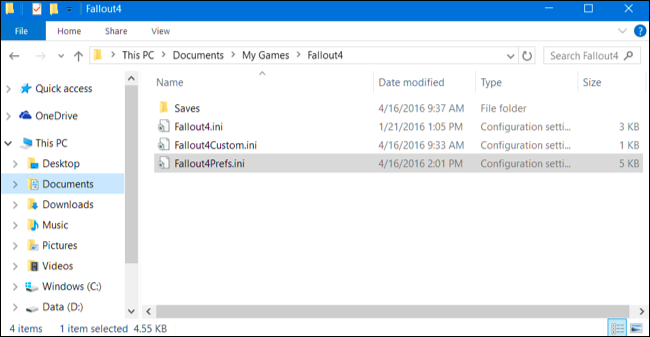 Fallout4
File Home Share View
This PC Documents My Games Fallout4 Search Fallout4
Name Date modified Type Size
Quick access
OneDrive
This PC
Desktop
Documents
Downloads
Music
Pictures
Videos
Windows (C:)
Data (D:)
Saves 4/16/2016 9:37 AM File folder
Fallout4.ini 1/21/2016 1:05 PM Configuration setti... 3 KB
Fallout4Custom.ini 4/16/2016 9:33 AM Configuration setti... 1 KB
Fallout4Prefs.ini 4/16/2016 2:01 PM Configuration setti... 5 KB
4 items 1 item selected 4.55 KB